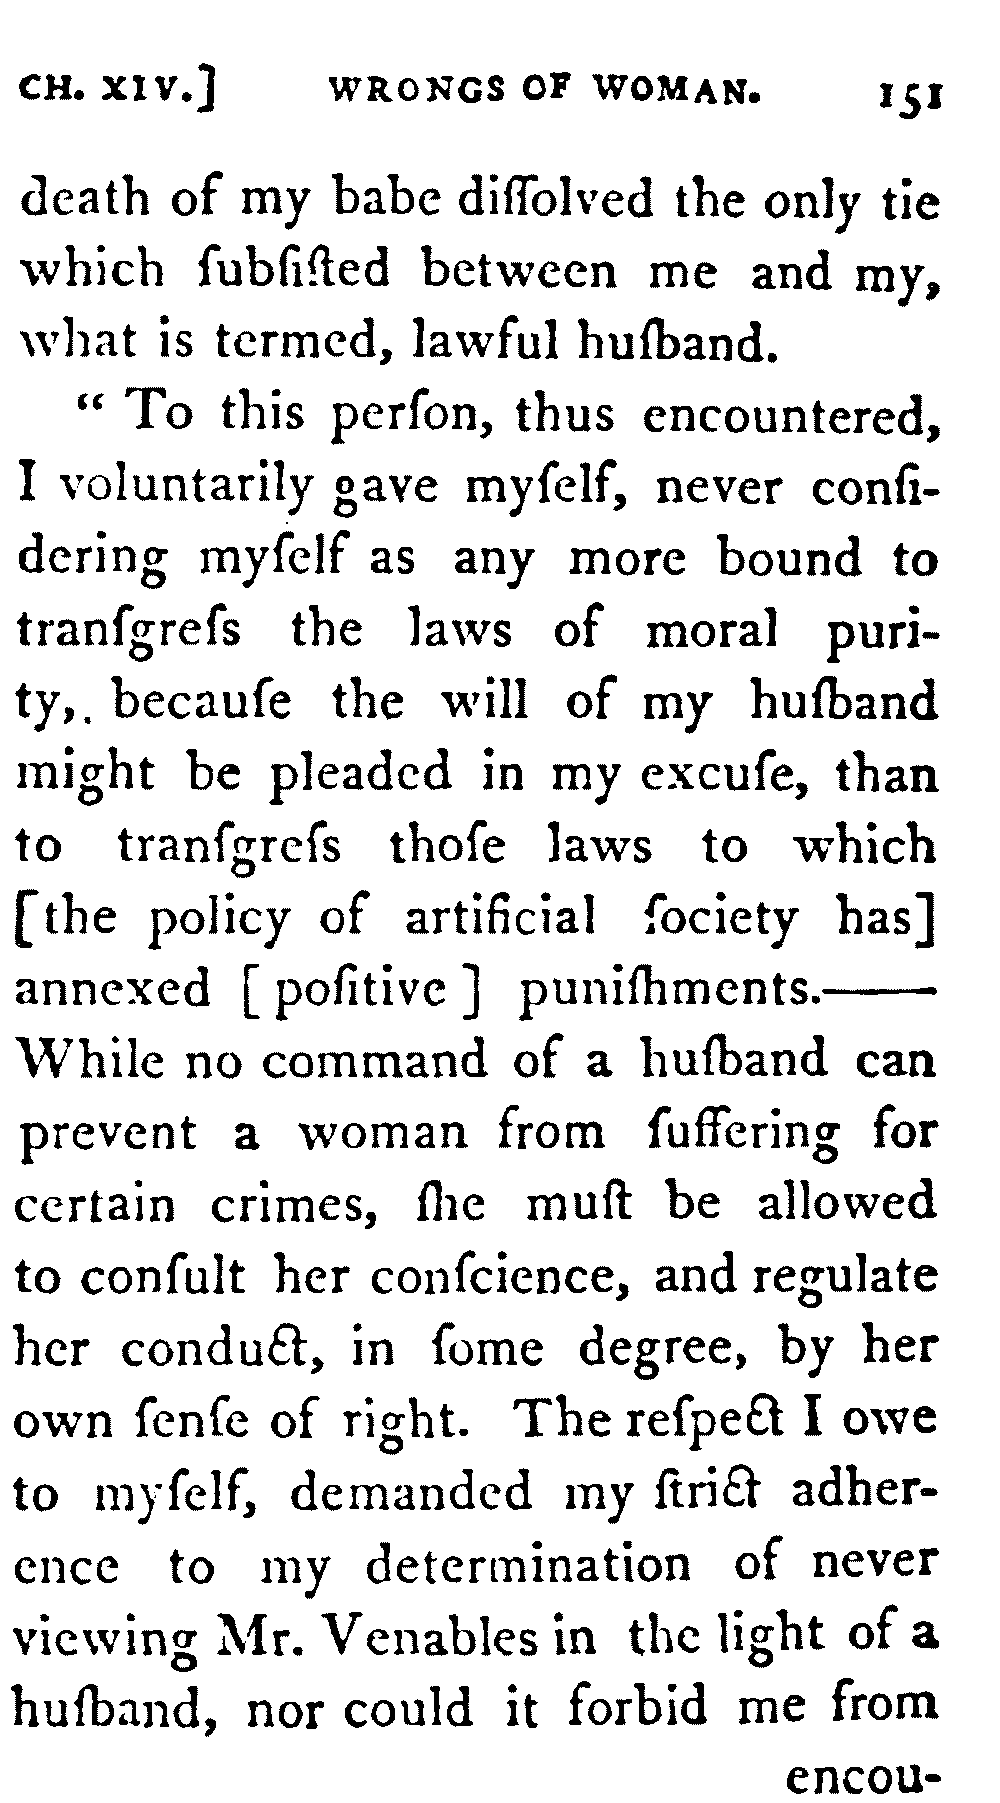 CH. XIV.] WRONGS OF WOMAN. 151
death of my babe diſſolved the only tie
which ſubſiſted between me and my,
what is termed, lawful huſband.
“ To this perſon, thus encountered,
I voluntarily gave myſelf, never conſi-
dering myſelf as any more bound to
tranſgreſs the laws of moral puri-
ty,. becauſe the will of my huſband
might be pleaded in my excuſe, than
to tranſgreſs thoſe laws to which
[the policy of artificial ſociety has]
annexed [ poſitive ] puniſhments.——
While no command of a huſband can
prevent a woman from ſuffering for
certain crimes, ſhe muſt be allowed
to conſult her conſcience, and regulate
her conduct, in ſome degree, by her
own ſenſe of right. The reſpect I owe
to myſelf, demanded my ſtrict adher-
ence to my determination of never
viewing Mr. Venables in the light of a
huſband, nor could it forbid me from
encou-